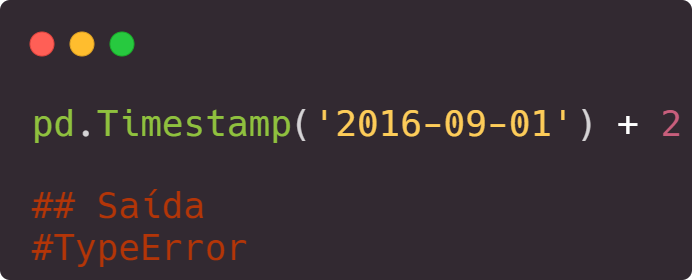 pd.Timestamp('2016-09-01') + 2
## Saída
#TypeError